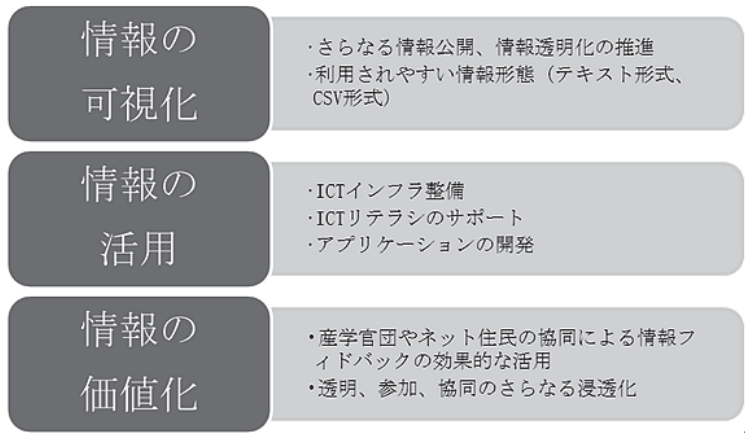 情報の
可視化
・さらなる情報公開、情報透明化の推進
・利用されやすい情報形態（テキスト形式、
CSV形式）
情報の
活用
・ICTインフラ整備
・ICTリテラシのサポート
・アプリケーションの開発
情報の
価値化
・産学官団やネット住民の協同による情報フ
ィドバックの効果的な活用
・透明、参加、協同のさらなる浸透化